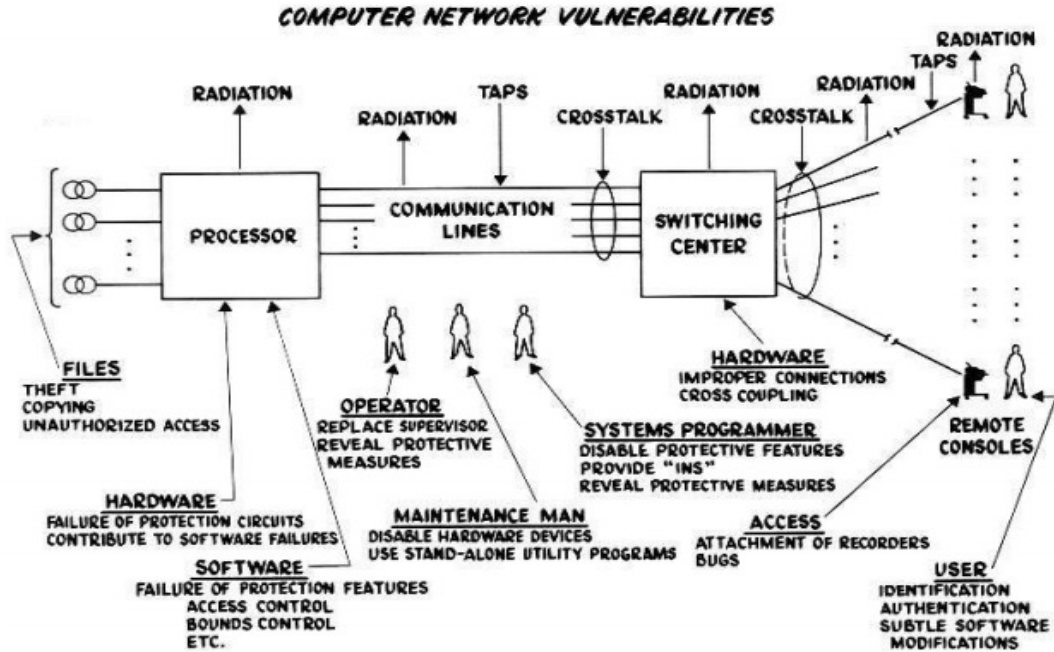 COMPUTER NETWORK VULNERABILITIES
RADIATION
TAPS
RADIATION
RADIATION
TAPS
RADIATION
CROSSTALK
RADIATION
CROSSTALK
RADIATION
PROCESSOR
COMMUNICATION
LINES
SWITCHING
CENTER
FILES
THEFT
COPYING
UNAUTHORIZED ACCESS
OPERATOR
REPLACE SUPERVISOR
REVEAL PROTECTIVE
MEASURES
HARDWARE
IMPROPER CONNECTIONS
CROSS COUPLING
SYSTEMS PROGRAMMER
DISABLE PROTECTIVE FEATURES
PROVIDE "INS"
REVEAL PROTECTIVE MEASURES
REMOTE
CONSOLES
HARDWARE
FAILURE OF PROTECTION CIRCUITS
CONTRIBUTE TO SOFTWARE FAILURES
MAINTENANCE MAN
DISABLE HARDWARE DEVICES
USE STAND-ALONE UTILITY PROGRAMS
ACCESS
ATTACHMENT OF RECORDERS
BUGS
SOFTWARE
FAILURE OF PROTECTION FEATURES
ACCESS CONTROL
BOUNDS CONTROL
ETC.
USER
IDENTIFICATION
AUTHENTICATION
SUBTLE SOFTWARE
MODIFICATIONS